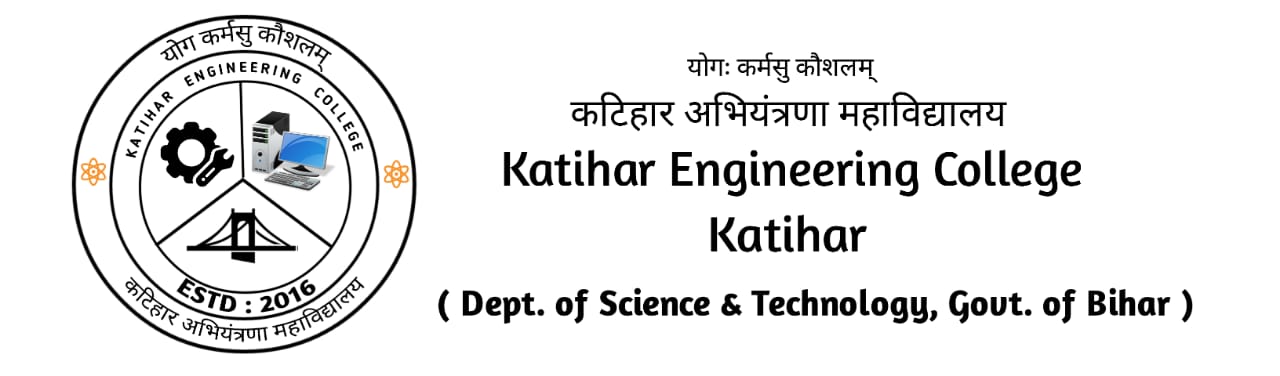 योग कर्मसु कौशलम्
KATIHAR ENGINEERING COLLEGE
ESTD : 2016
कटिहार अभियंत्रणा महाविद्यालय
योगः कर्मसु कौशलम्
कटिहार अभियंत्रणा महाविद्यालय
Katihar Engineering College
Katihar
( Dept. of Science & Technology, Govt. of Bihar )